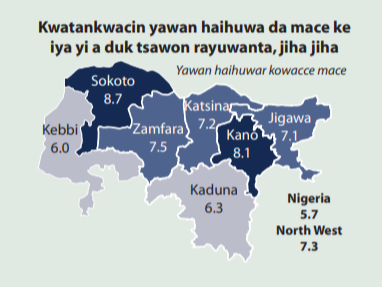 Kwatankwacin yawan haihuwa da mace ke
iya yi a duk tsawon rayuwanta, jiha jiha
Yawan haihuwar kowacce mace
Sokoto
8.7
Katsina
7.2
Jigawa
7.1
Kebbi
6.0
Zamfara
7.5
Kano
8.1
Kaduna
6.3
Nigeria
5.7
North West
7.3